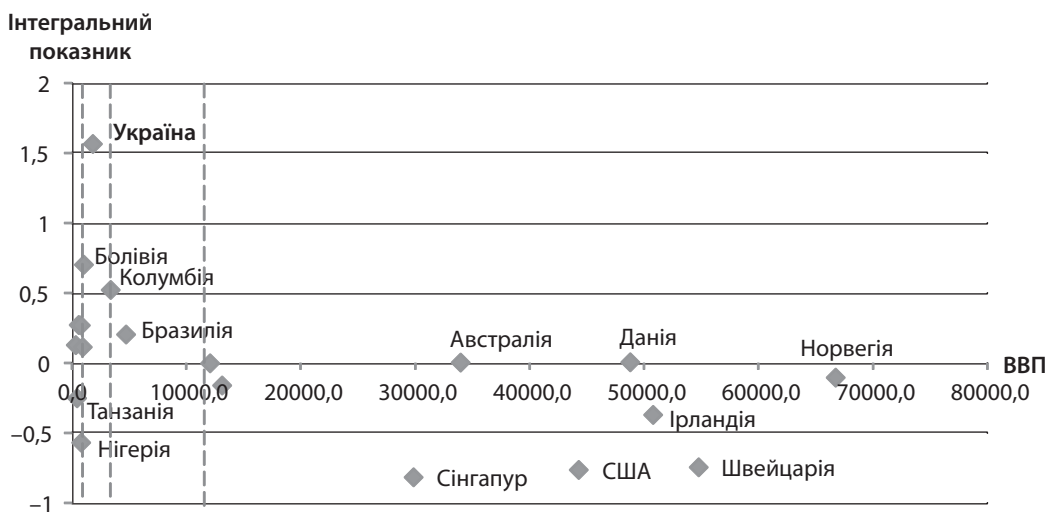 Інтегральний
показник
2
Україна
1,5
1
Болівія
Колумбія
0,5
Бразилія
Австралія
Данія
Норвегія
0
ВВП
0,0 10000,0 20000,0 30000,0 40000,0 50000,0 60000,0 70000,0 80000,0
Танзанія
Ірландія
–0,5
Нігерія
Сінгапур
США
Швейцарія
–1